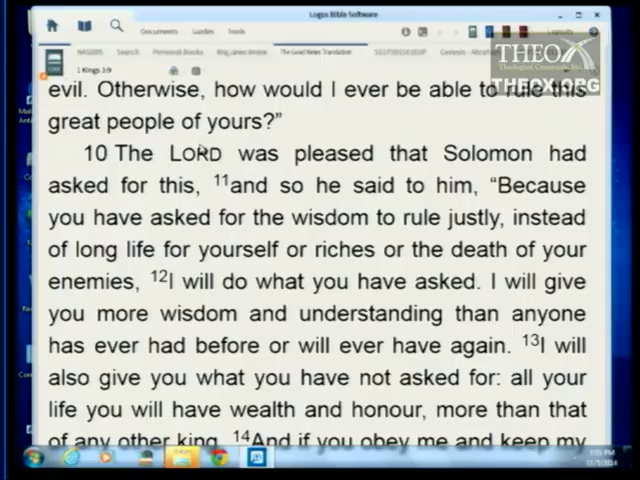 Logos Bible Software
Documents Guides Tools
NASB95 Search Personal Books King James Version The Good News Translation
1 Kings 3:9
THEOX
THEOX.ORG
evil. Otherwise, how would I ever be able to rule this
great people of yours?”
10 The LORD was pleased that Solomon had
asked for this, 11and so he said to him, “Because
you have asked for the wisdom to rule justly, instead
of long life for yourself or riches or the death of your
enemies, 12I will do what you have asked. I will give
you more wisdom and understanding than anyone
has ever had before or will ever have again. 13I will
also give you what you have not asked for: all your
life you will have wealth and honour, more than that
of any other king. 14And if you obey me and keep my